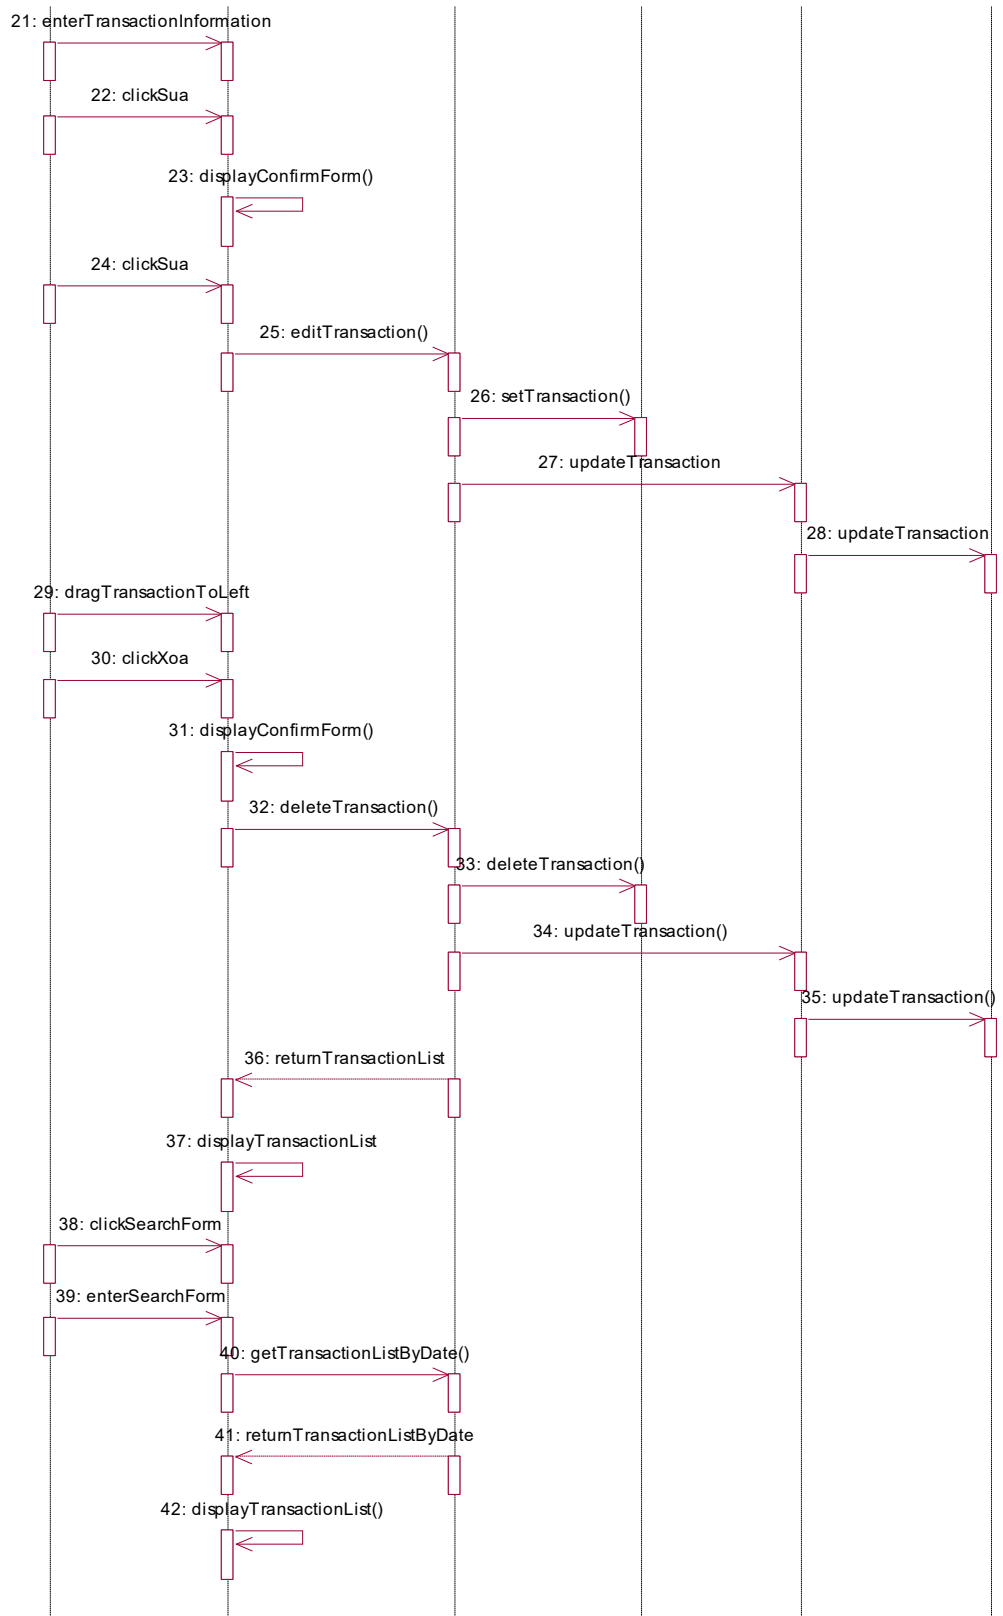 21: enterTransactionInformation
22: clickSua
23: displayConfirmForm()
24: clickSua
25: editTransaction()
26: setTransaction()
27: updateTransaction
28: updateTransaction
29: dragTransactionToLeft
30: clickXoa
31: displayConfirmForm()
32: deleteTransaction()
33: deleteTransaction()
34: updateTransaction()
35: updateTransaction()
36: returnTransactionList
37: displayTransactionList
38: clickSearchForm
39: enterSearchForm
40: getTransactionListByDate()
41: returnTransactionListByDate
42: displayTransactionList()